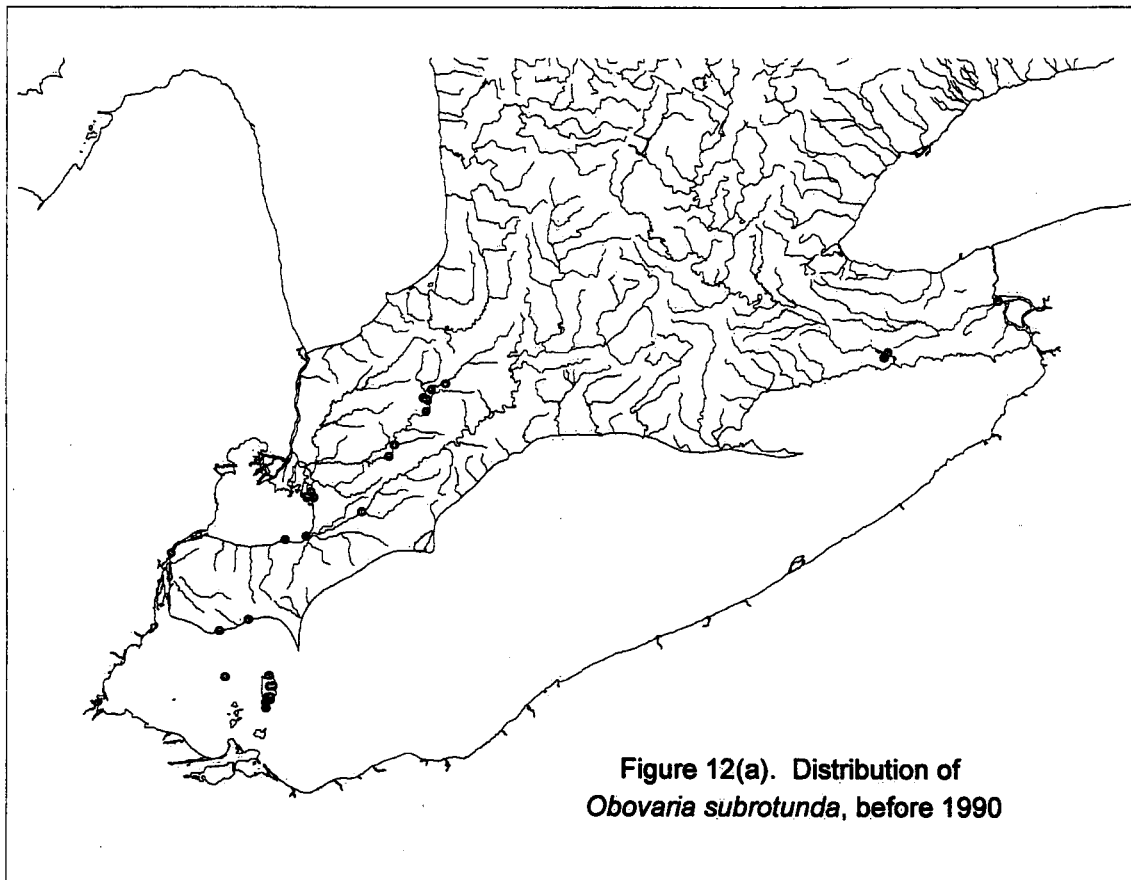 Figure 12(a). Distribution of
Obovaria subrotunda, before 1990